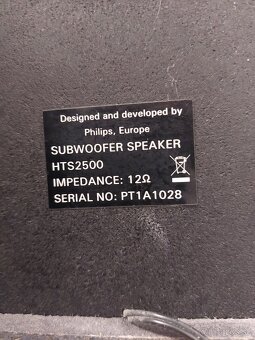 Designed and developed by
Philips, Europe
SUBWOOFER SPEAKER
HTS2500
IMPEDANCE: 12Ω
SERIAL NO: PT1A1028